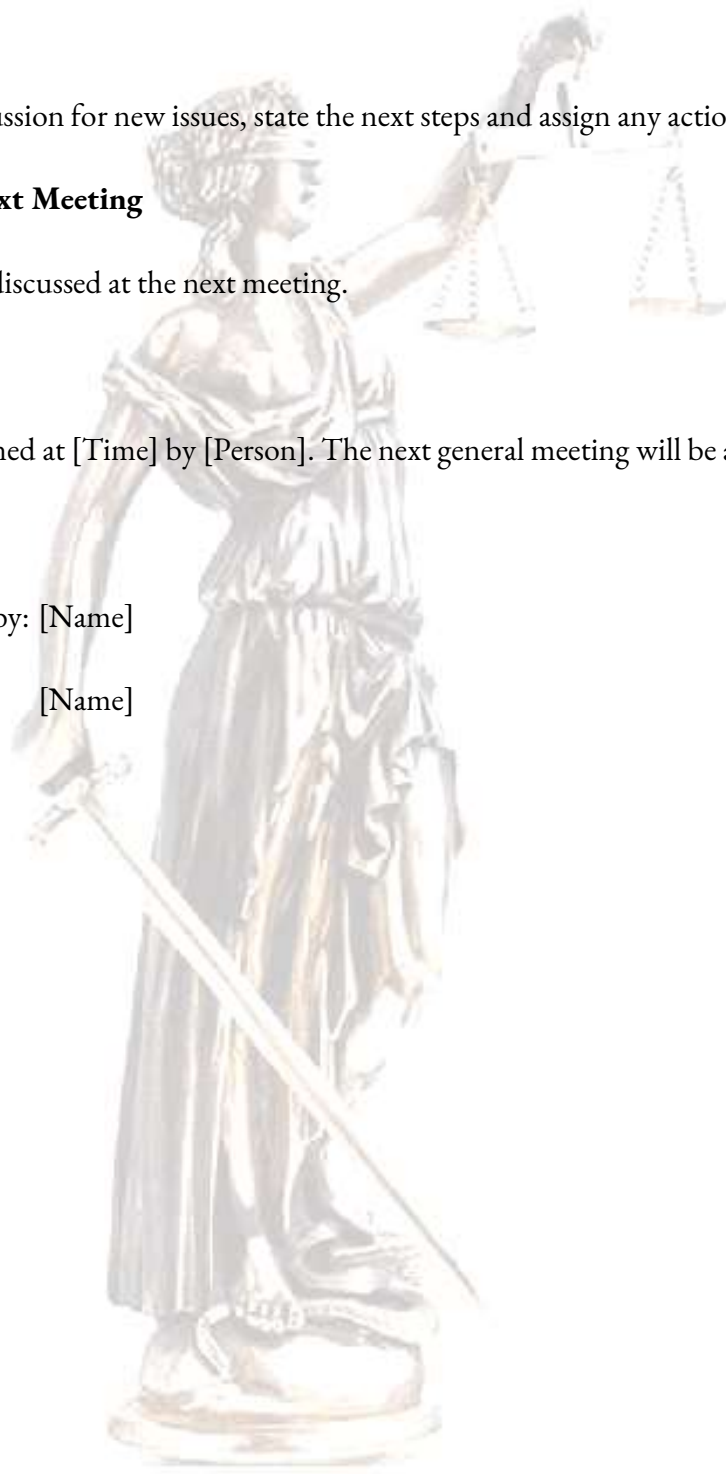 ussion for new issues, state the next steps and assign any actio
xt Meeting
discussed at the next meeting.
ned at [Time] by [Person]. The next general meeting will be a
by: [Name]
[Name]